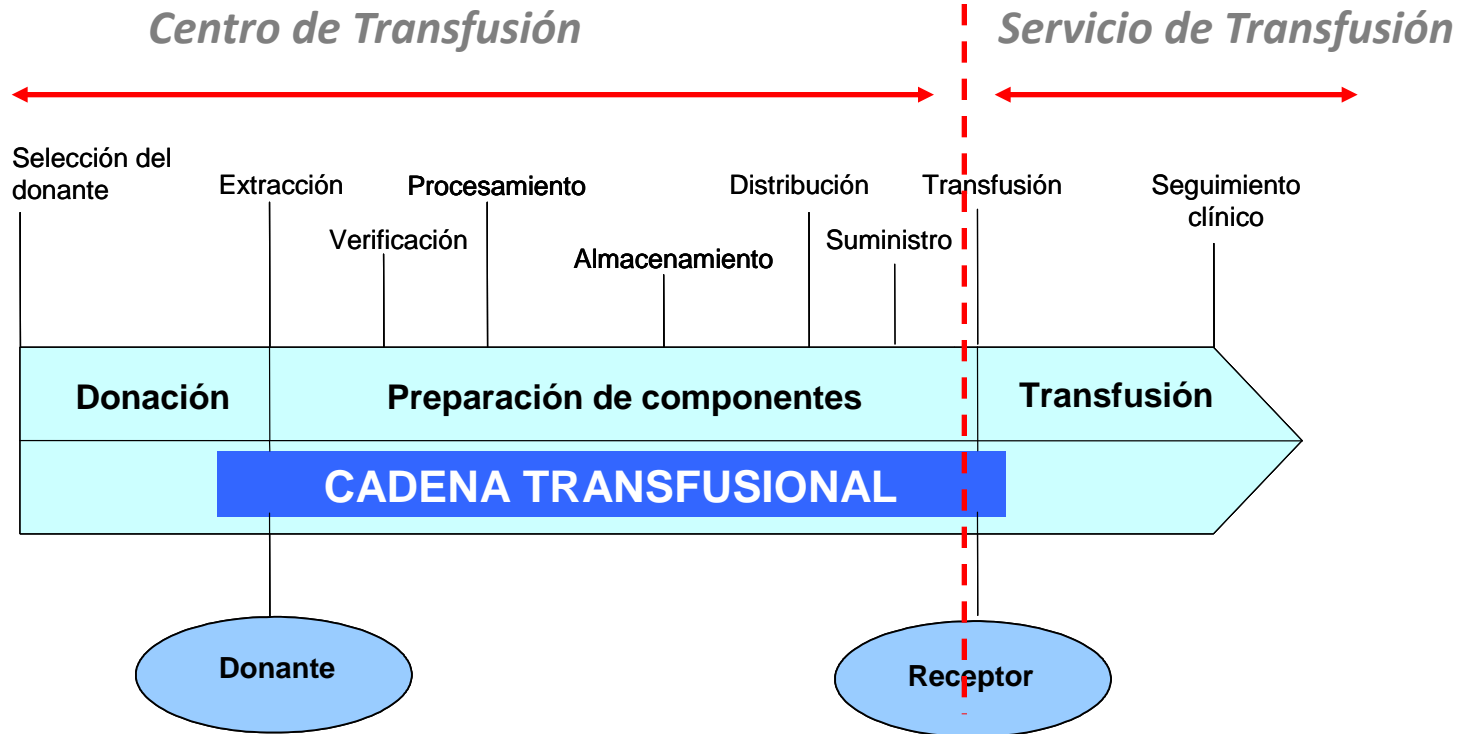 Centro de Transfusión
Servicio de Transfusión
Selección del
donante
Extracción
Verificación
Procesamiento
Almacenamiento
Distribución
Suministro
Transfusión
Seguimiento
clínico
Donación
Preparación de componentes
Transfusión
CADENA TRANSFUSIONAL
Donante
Receptor